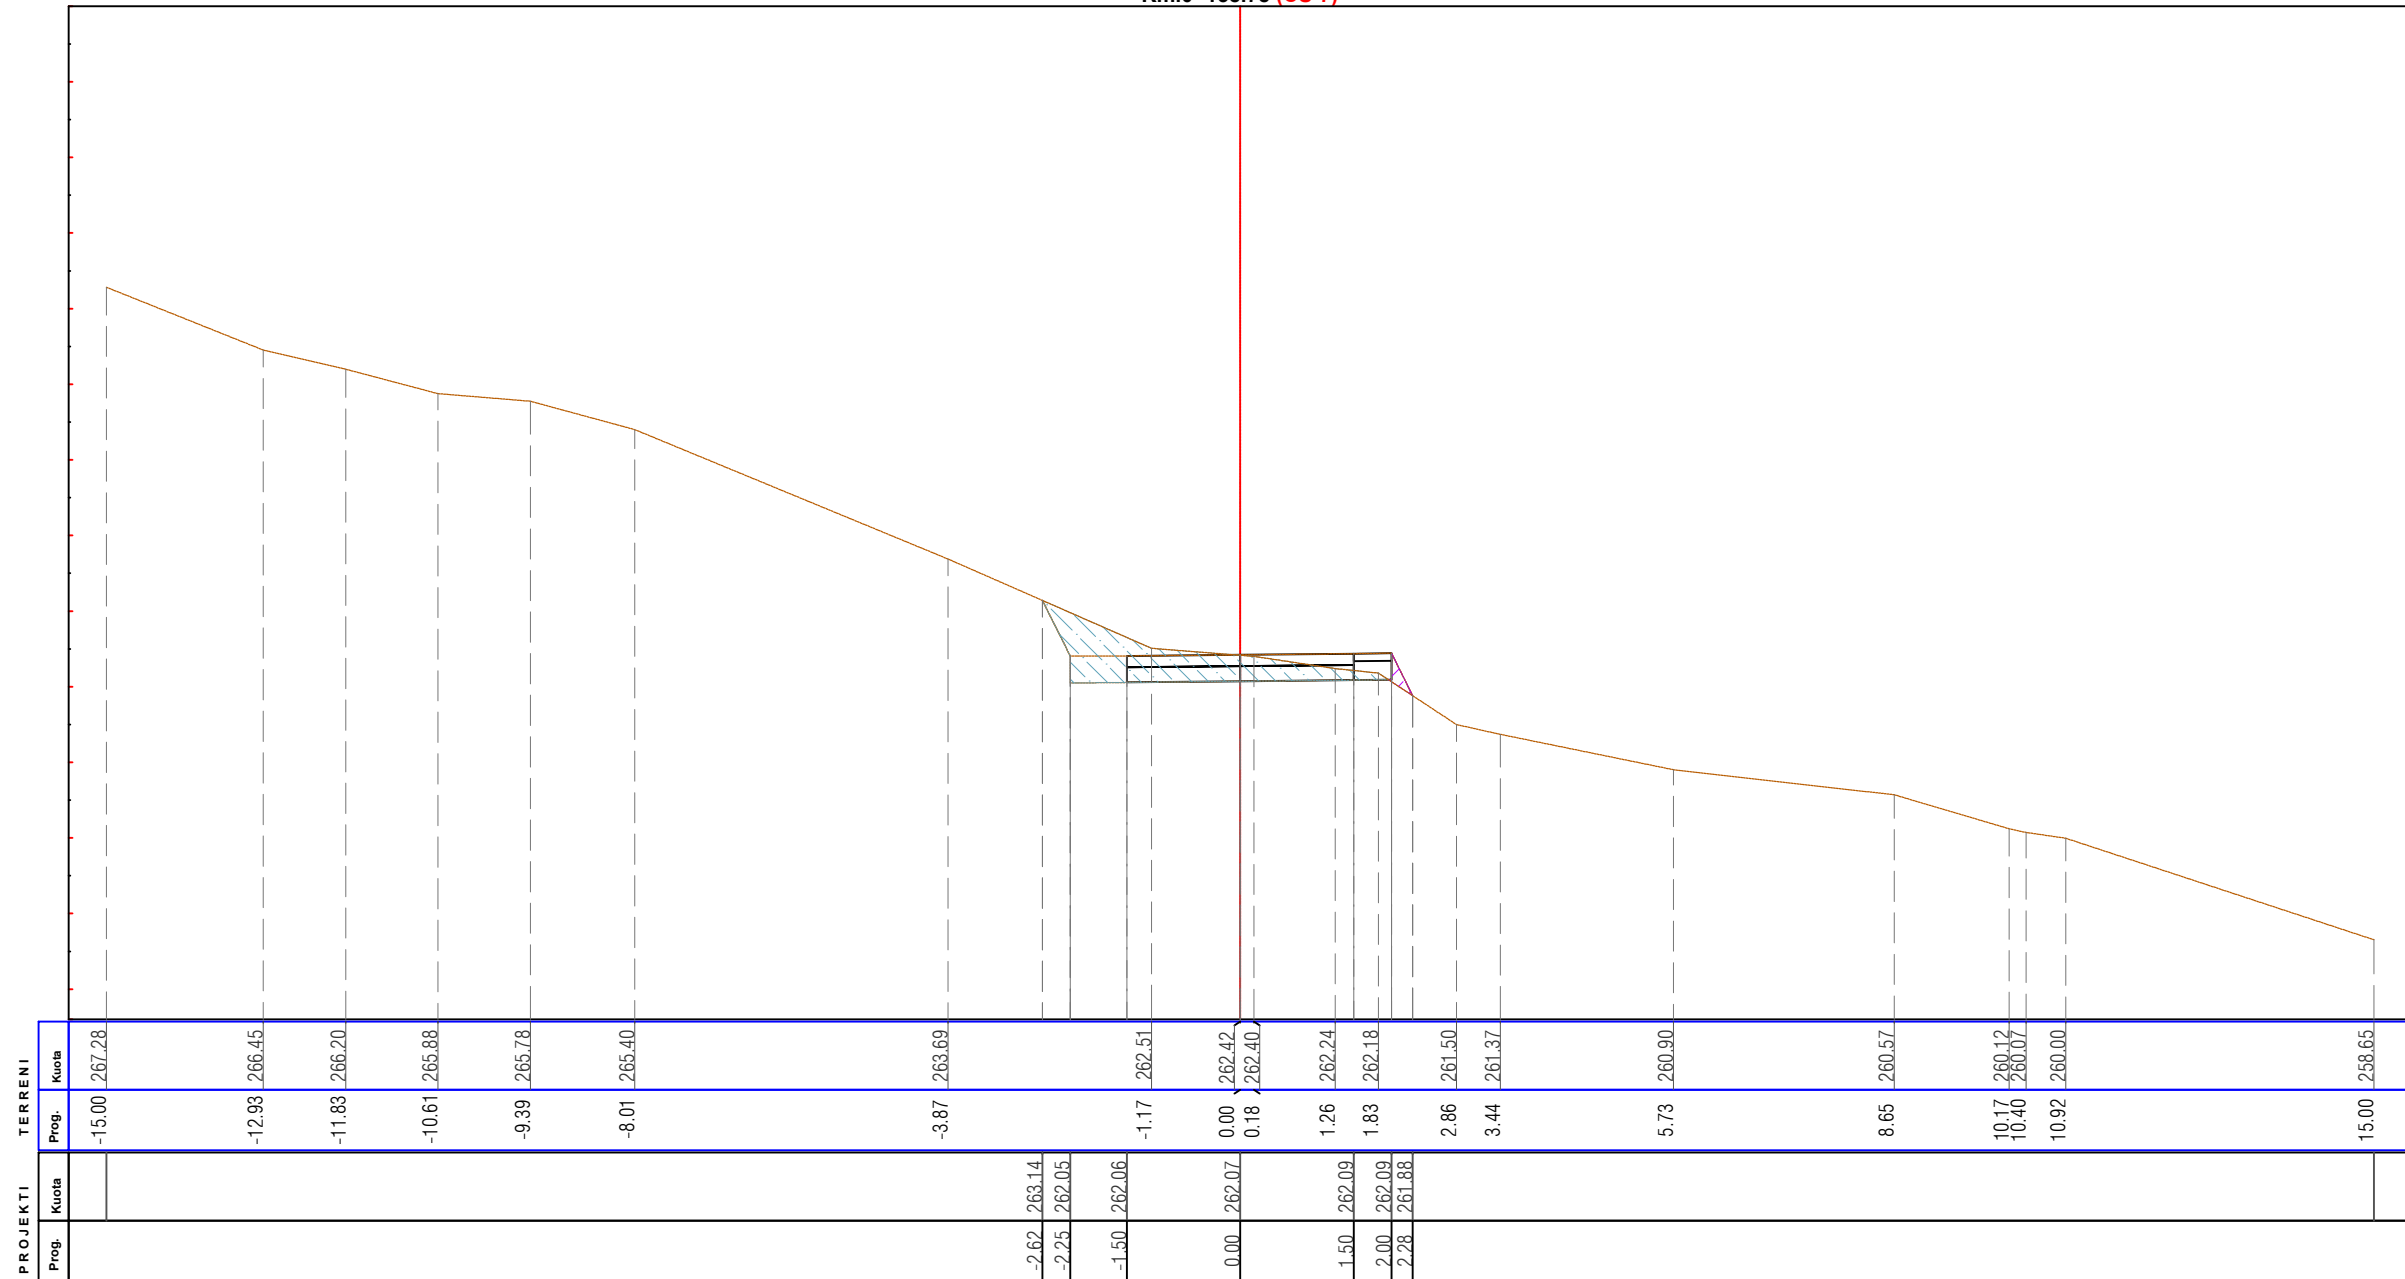 TERRENI
Kuota
267.28 266.45 266.20 265.88 265.78 265.40 263.69 262.51 262.42 262.40 262.24 262.18 261.50 261.37 260.90 260.57 260.12 260.07 260.00 258.65
Prog.
-15.00 -12.93 -11.83 -10.61 -9.39 -8.01 -3.87 -1.17 0.00 0.18 1.26 1.83 2.86 3.44 5.73 8.65 10.17 10.40 10.92 15.00
PROJEKTI
Kuota
263.14 262.05 262.06 262.07 262.09 262.09 261.88
Prog.
-2.62 -2.25 -1.50 0.00 1.50 2.00 2.28